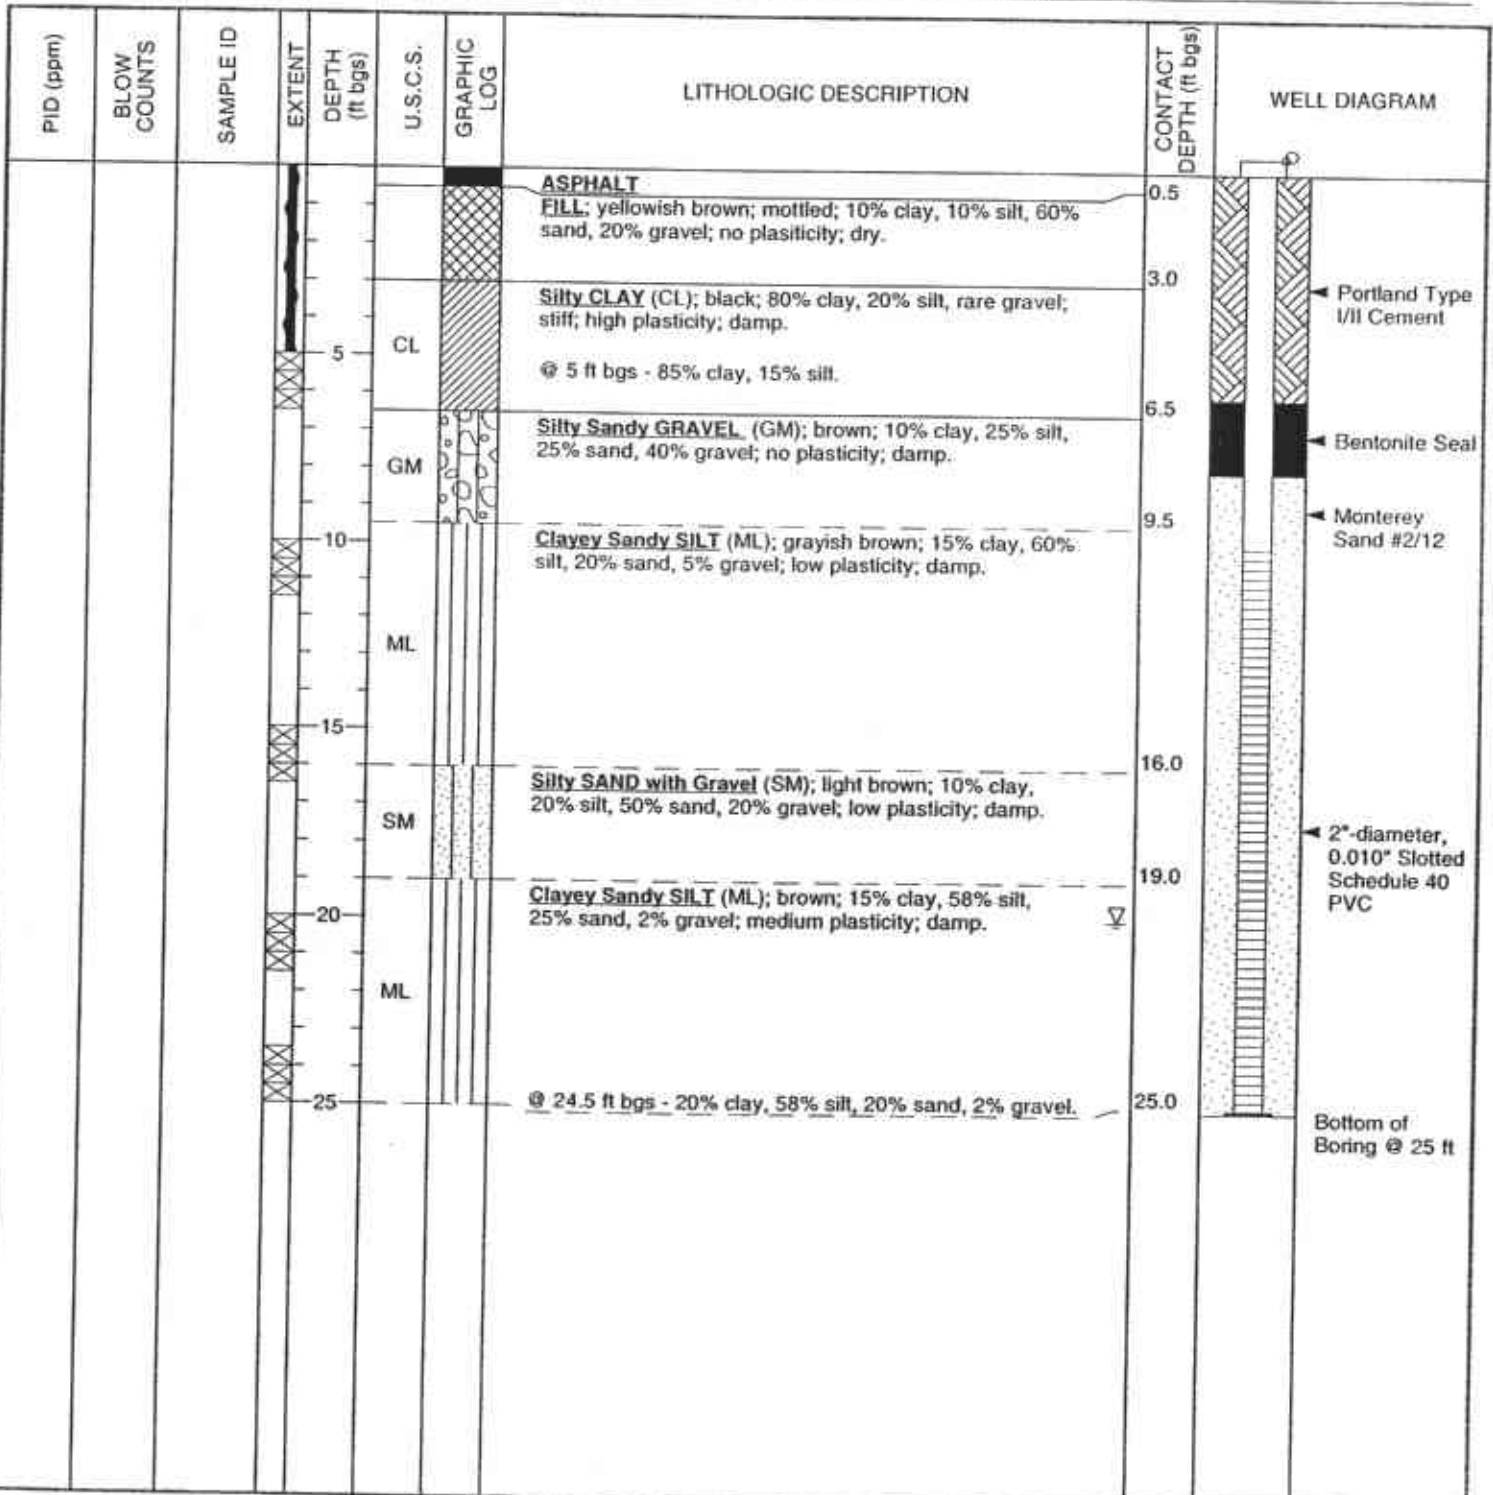 PID (ppm)
BLOW
COUNTS
SAMPLE ID
EXTENT
DEPTH
(ft bgs)
U.S.C.S.
GRAPHIC
LOG
LITHOLOGIC DESCRIPTION
CONTACT
DEPTH (ft bgs)
WELL DIAGRAM
ASPHALT
0.5
FILL; yellowish brown; mottled; 10% clay, 10% silt, 60%
sand, 20% gravel; no plasiticity; dry.
3.0
Silty CLAY (CL); black; 80% clay, 20% silt, rare gravel;
stiff; high plasticity; damp.
Portland Type
I/II Cement
5
CL
@ 5 ft bgs - 85% clay, 15% silt.
6.5
Silty Sandy GRAVEL (GM); brown; 10% clay, 25% silt,
25% sand, 40% gravel; no plasticity; damp.
Bentonite Seal
GM
9.5
Monterey
Sand #2/12
10
Clayey Sandy SILT (ML); grayish brown; 15% clay, 60%
silt, 20% sand, 5% gravel; low plasticity; damp.
ML
15
16.0
Silty SAND with Gravel (SM); light brown; 10% clay,
20% silt, 50% sand, 20% gravel; low plasticity; damp.
SM
2"-diameter,
0.010" Slotted
Schedule 40
PVC
19.0
Clayey Sandy SILT (ML); brown; 15% clay, 58% silt,
25% sand, 2% gravel; medium plasticity; damp.
20
ML
25
@ 24.5 ft bgs - 20% clay, 58% silt, 20% sand, 2% gravel.
25.0
Bottom of
Boring @ 25 ft